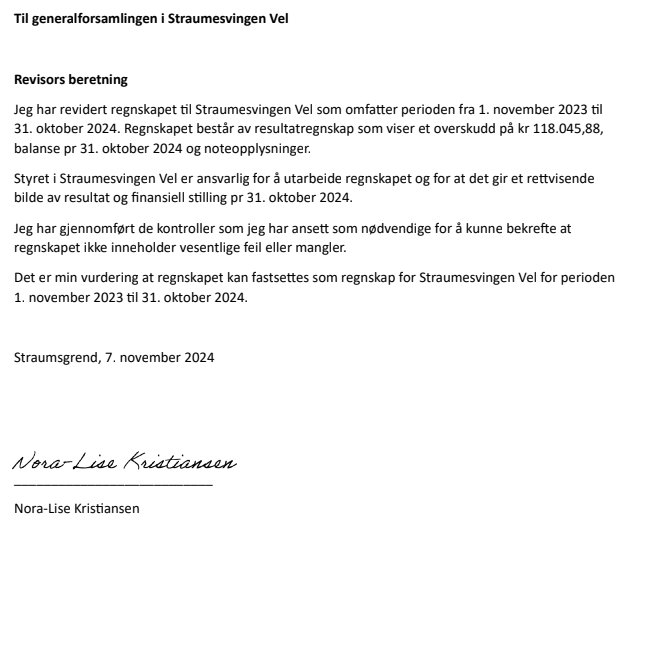 Til generalforsamlingen i Straumesvingen Vel
Revisors beretning
Jeg har revidert regnskapet til Straumesvingen Vel som omfatter perioden fra 1. november 2023 til
31. oktober 2024. Regnskapet består av resultatregnskap som viser et overskudd på kr 118.045,88,
balanse pr 31. oktober 2024 og noteopplysninger.
Styret i Straumesvingen Vel er ansvarlig for å utarbeide regnskapet og for at det gir et rettvisende
bilde av resultat og finansiell stilling pr 31. oktober 2024.
Jeg har gjennomført de kontroller som jeg har ansett som nødvendige for å kunne bekrefte at
regnskapet ikke inneholder vesentlige feil eller mangler.
Det er min vurdering at regnskapet kan fastsettes som regnskap for Straumesvingen Vel for perioden
1. november 2023 til 31. oktober 2024.
Straumsgrend, 7. november 2024
Nora-Lise Kristiansen
Nora-Lise Kristiansen